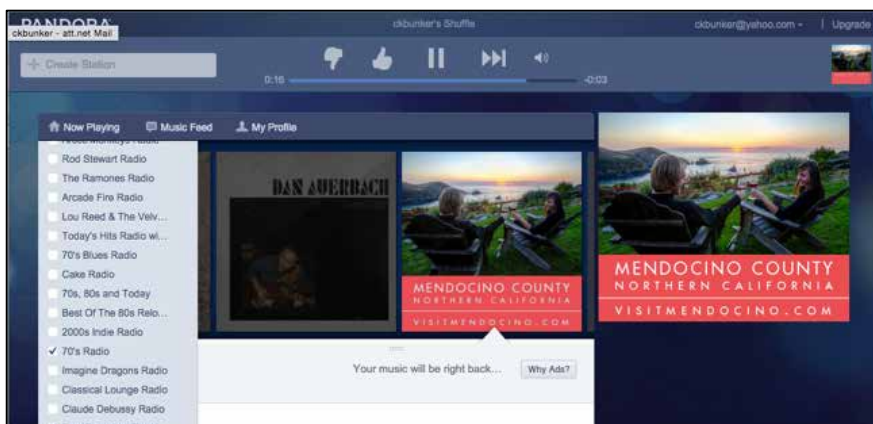 PANDORA
ckbunker's Shuffle
ckbunker@yahoo.com
Upgrade
ckbunker - att.net Mail
Create Station
0:16
-0:03
Now Playing
Music Feed
My Profile
Rod Stewart Radio
The Ramones Radio
Arcade Fire Radio
Lou Reed & The Velv...
Today's Hits Radio wi...
70's Blues Radio
Cake Radio
70s, 80s and Today
Best Of The 80s Relo...
2000s Indie Radio
70's Radio
Imagine Dragons Radio
Classical Lounge Radio
Claude Debussy Radio
DAN AUERBACH
MENDOCINO COUNTY
NORTHERN CALIFORNIA
VISITMENDOCINO.COM
Your music will be right back...
Why Ads?
MENDOCINO COUNTY
NORTHERN CALIFORNIA
VISITMENDOCINO.COM